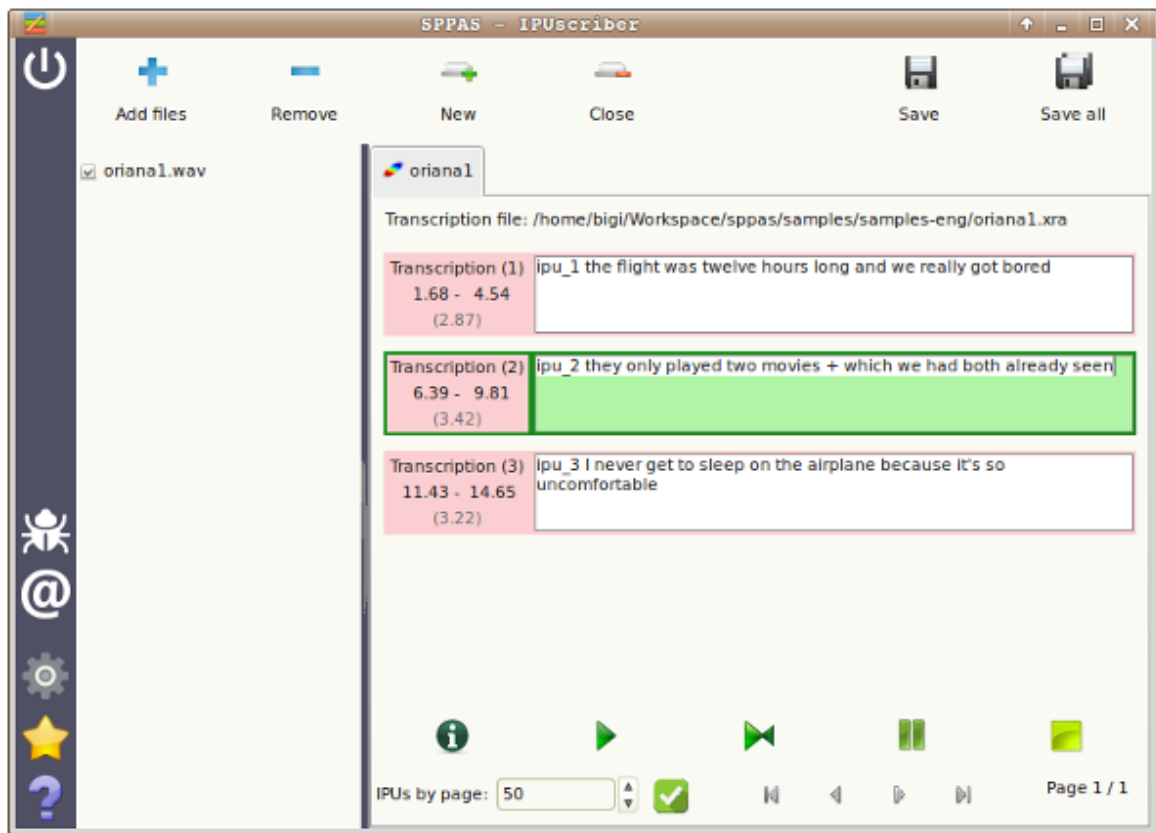 SPPAS - IPUscriber
Add files
Remove
New
Close
Save
Save all
oriana1.wav
oriana1
Transcription file: /home/bigi/Workspace/sppas/samples/samples-eng/oriana1.xra
Transcription (1)
1.68 - 4.54
(2.87)
ipu_1 the flight was twelve hours long and we really got bored
Transcription (2)
6.39 - 9.81
(3.42)
ipu_2 they only played two movies + which we had both already seen
Transcription (3)
11.43 - 14.65
(3.22)
ipu_3 I never get to sleep on the airplane because it's so
uncomfortable
IPUs by page: 50
Page 1 / 1